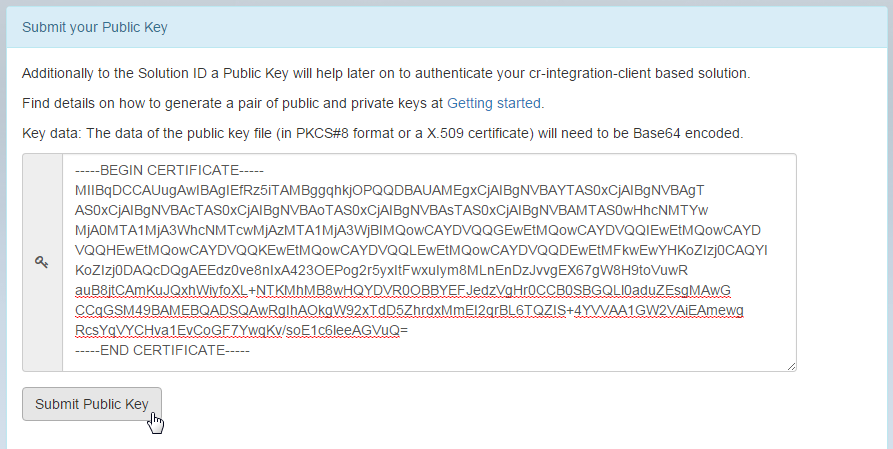 Submit your Public Key
Additionally to the Solution ID a Public Key will help later on to authenticate your cr-integration-client based solution.
Find details on how to generate a pair of public and private keys at Getting started.
Key data: The data of the public key file (in PKCS#8 format or a X.509 certificate) will need to be Base64 encoded.
-----BEGIN CERTIFICATE-----
MIIBqDCCAUugAwIBAgIEfRz5iTAMBggqhkjOPQQDBAUAMEgxCjAIBgNVBAYTAS0xCjAIBgNVBAgT
AS0xCjAIBgNVBAcTAS0xCjAIBgNVBAoTAS0xCjAIBgNVBAsTAS0xCjAIBgNVBAMTAS0wHhcNMTYw
MjA0MTA1MjA3WhcNMTcwMjAzMTA1MjA3WjBIMQowCAYDVQQGEwEtMQowCAYDVQQIEwEtMQowCAYD
VQQHEwEtMQowCAYDVQQKEwEtMQowCAYDVQQLEwEtMQowCAYDVQQDEwEtMFkwEwYHKoZIzj0CAQYI
KoZIzj0DAQcDQgAEEdz0ve8nIxA423OEPog2r5yxItFwxuIym8MLnEnDzJvvgEX67gW8H9toVuwR
auB8jtCAmKuJQxhWiyfoXL+NTKMhMB8wHQYDVR0OBBYEFJedzVgHr0CCB0SBGQLl0aduZEsgMAwG
CCqGSM49BAMEBQADSQAwRgIhAOkgW92xTdD5ZhrdxMmEI2qrBL6TQZIS+4YVVAA1GW2VAiEAmewg
RcsYqVYCHva1EvCoGF7YwqKv/soE1c6leeAGVuQ=
-----END CERTIFICATE-----
Submit Public Key